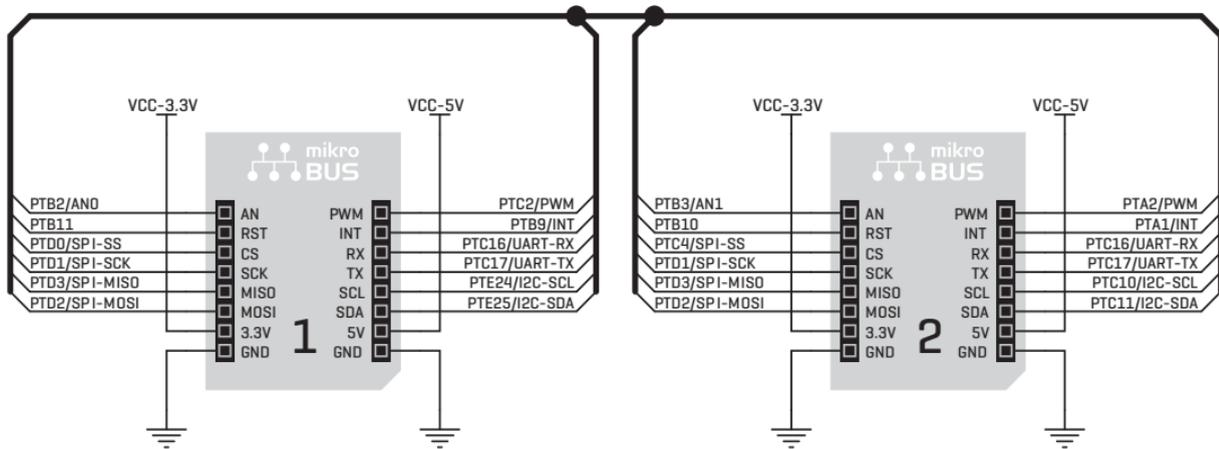 VCC-3.3V
VCC-5V
mikro
BUS
PTB2/AN0
PTB11
PTD0/SPI-SS
PTD1/SPI-SCK
PTD3/SPI-MISO
PTD2/SPI-MOSI
AN
RST
CS
SCK
MISO
MOSI
3.3V
GND
1
PWM
INT
RX
TX
SCL
SDA
5V
GND
PTC2/PWM
PTB9/INT
PTC16/UART-RX
PTC17/UART-TX
PTE24/I2C-SCL
PTE25/I2C-SDA
VCC-3.3V
VCC-5V
mikro
BUS
PTB3/AN1
PTB10
PTC4/SPI-SS
PTD1/SPI-SCK
PTD3/SPI-MISO
PTD2/SPI-MOSI
AN
RST
CS
SCK
MISO
MOSI
3.3V
GND
2
PWM
INT
RX
TX
SCL
SDA
5V
GND
PTA2/PWM
PTA1/INT
PTC16/UART-RX
PTC17/UART-TX
PTC10/I2C-SCL
PTC11/I2C-SDA